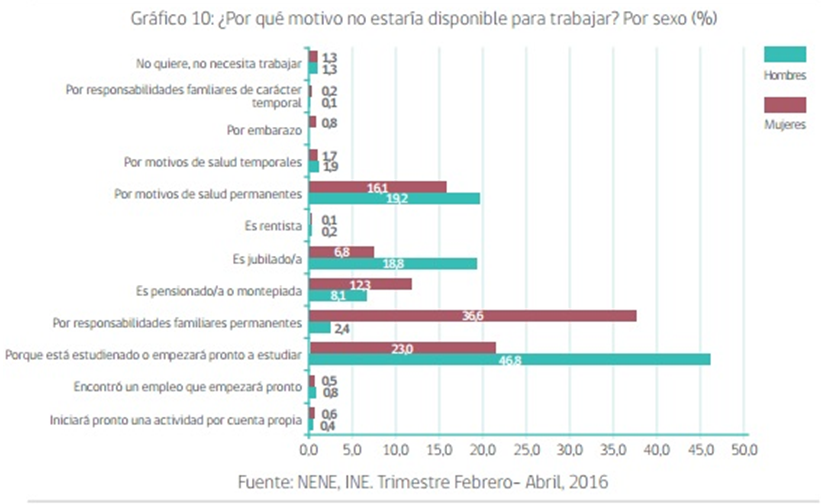 Gráfico 10: ¿Por qué motivo no estaría disponible para trabajar? Por sexo (%)
Hombres
Mujeres
No quiere, no necesita trabajar
1,3
1,3
Por responsabilidades famliares de carácter
temporal
0,2
0,1
Por embarazo
0,8
Por motivos de salud temporales
1,7
1,9
Por motivos de salud permanentes
16,1
19,2
Es rentista
0,1
0,2
Es jubilado/a
6,8
18,8
Es pensionado/a o montepiada
12,3
8,1
Por responsabilidades familiares permanentes
36,6
2,4
Porque está estudienado o empezará pronto a estudiar
23,0
46,8
Encontró un empleo que empezará pronto
0,5
0,8
Iniciará pronto una actividad por cuenta propia
0,6
0,4
0,0 5,0 10,0 15,0 20,0 25,0 30,0 35,0 40,0 45,0 50,0
Fuente: NENE, INE. Trimestre Febrero- Abril, 2016